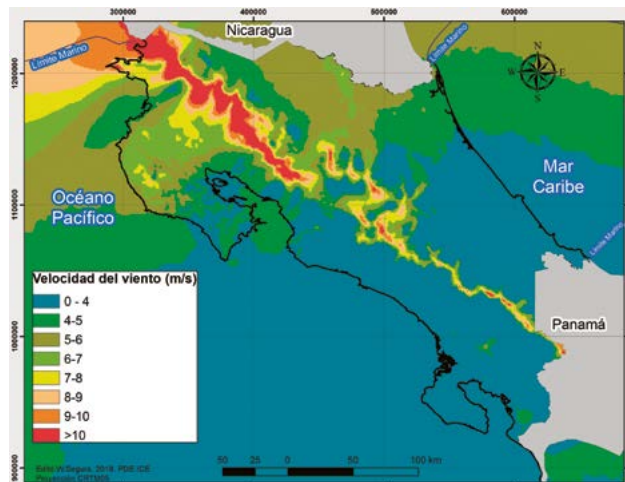 300000 400000 500000 600000
Nicaragua
Límite Marino
Límite Marino
N
W E
S
1200000
Mar
Caribe
Océano
Pacífico
1100000
Límite Marino
Velocidad del viento (m/s)
0 - 4
4-5
5-6
6-7
7-8
8-9
9-10
>10
Panamá
1000000
50 25 0 50 100 km
900000